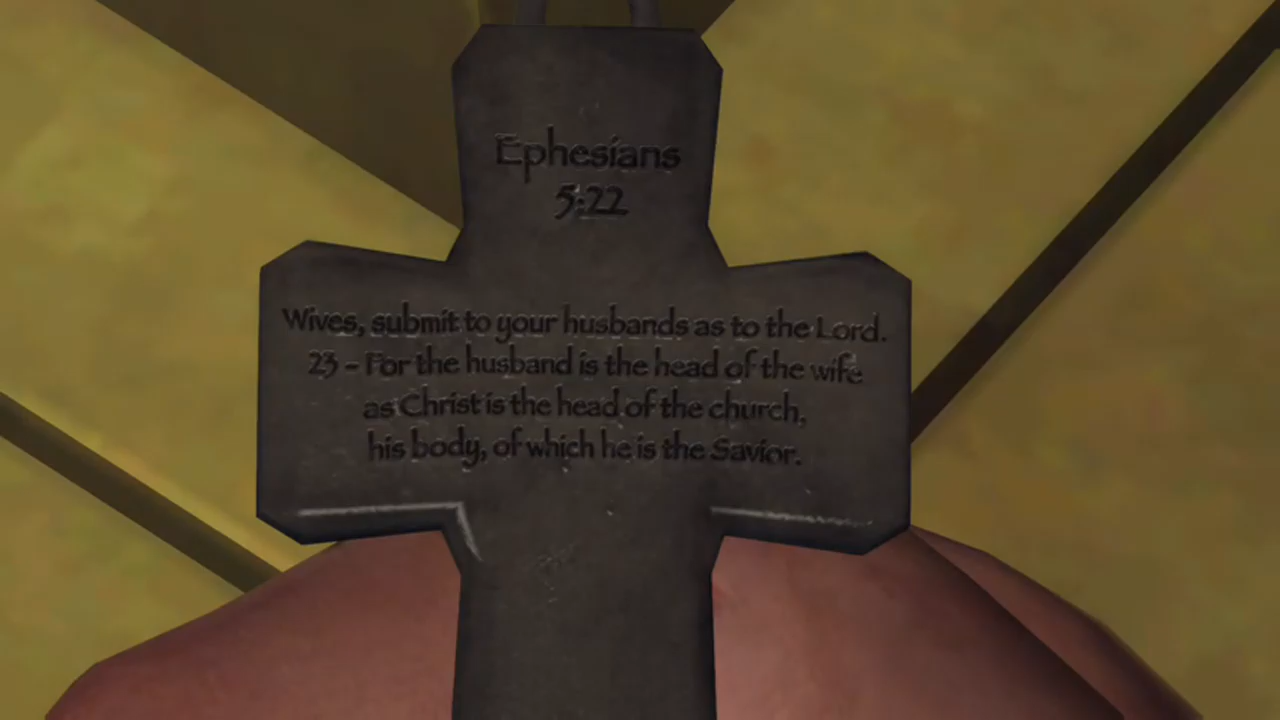 Ephesians
5:22
Wives, submit to your husbands as to the Lord.
23 - For the husband is the head of the wife
as Christ is the head of the church,
his body, of which he is the Savior.